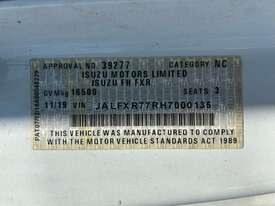 APPROVAL NO. 39277 CATEGORY NC
ISUZU MOTORS LIMITED
ISUZU FH FXR
GVMkg 16500 SEATS 3
11/19 VIN JALFXR77RH7000135
THIS VEHICLE WAS MANUFACTURED TO COMPLY
WITH THE MOTOR VEHICLE STANDARDS ACT 1989